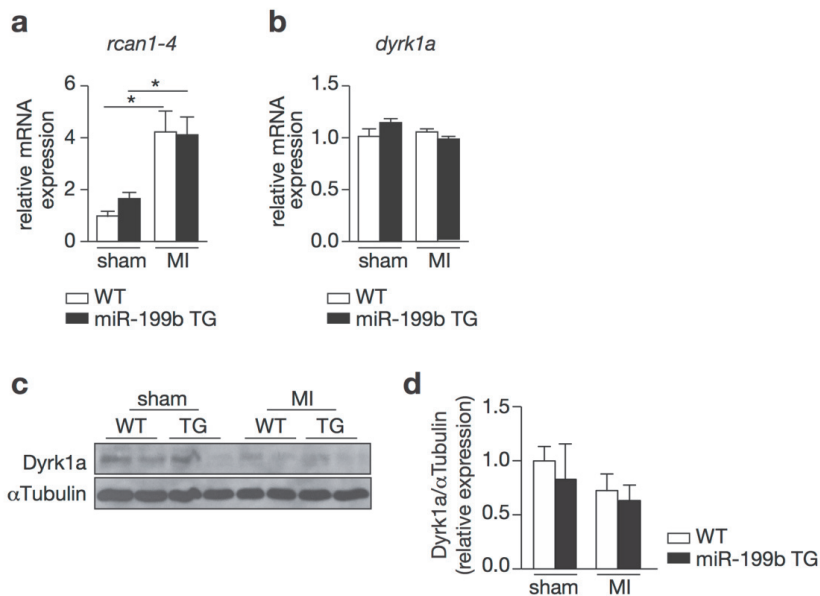 a
rcan1-4
relative mRNA
expression
6
4
2
0
*
*
sham MI
WT
miR-199b TG
b
dyrk1a
relative mRNA
expression
1.5
1.0
0.5
0.0
sham MI
WT
miR-199b TG
c
sham MI
WT TG WT TG
Dyrk1a
αTubulin
d
Dyrk1a/αTubulin
(relative expression)
1.5
1.0
0.5
0.0
sham MI
WT
miR-199b TG